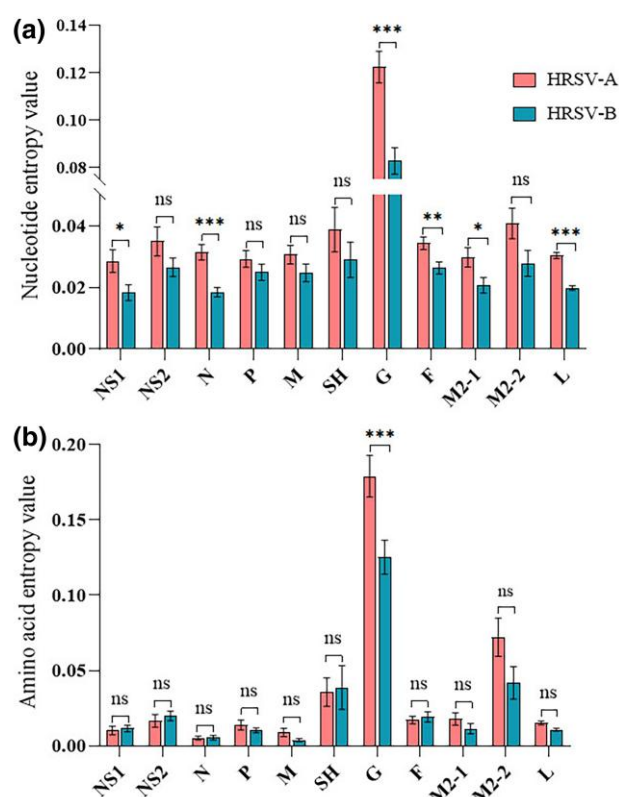 (a)
Nucleotide entropy value
0.14
0.12
0.10
0.08
0.04
0.02
0.00
* ns *** ns ns ns *** ** * ns ***
HRSV-A
HRSV-B
NS1 NS2 N P M SH G F M2-1 M2-2 L
(b)
Amino acid entropy value
0.20
0.15
0.10
0.05
0.00
ns ns ns ns ns ns *** ns ns ns ns
NS1 NS2 N P M SH G F M2-1 M2-2 L